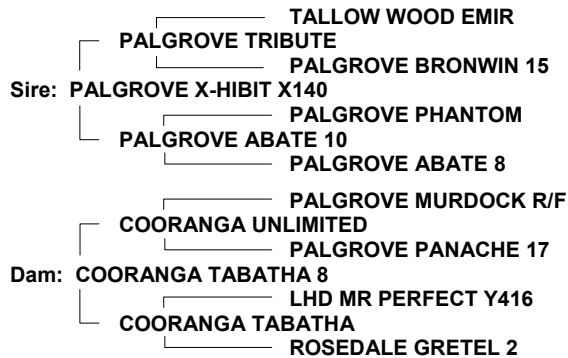 TALLOW WOOD EMIR
PALGROVE TRIBUTE
PALGROVE BRONWIN 15
Sire: PALGROVE X-HIBIT X140
PALGROVE PHANTOM
PALGROVE ABATE 10
PALGROVE ABATE 8
PALGROVE MURDOCK R/F
COORANGA UNLIMITED
PALGROVE PANACHE 17
Dam: COORANGA TABATHA 8
LHD MR PERFECT Y416
COORANGA TABATHA
ROSEDALE GRETEL 2